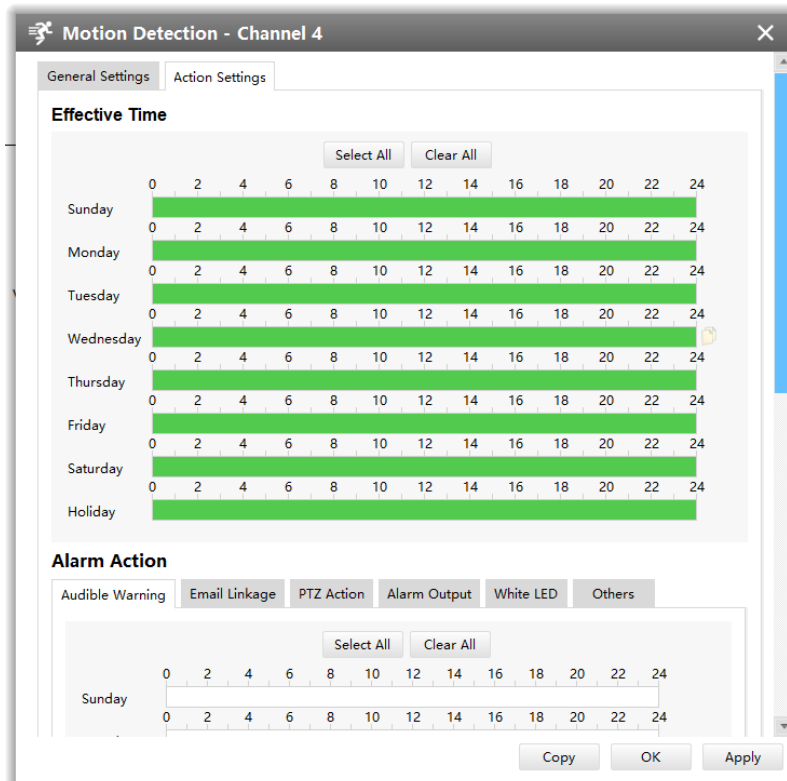 Motion Detection - Channel 4
General Settings Action Settings
Effective Time
Select All Clear All
0 2 4 6 8 10 12 14 16 18 20 22 24
Sunday
0 2 4 6 8 10 12 14 16 18 20 22 24
Monday
0 2 4 6 8 10 12 14 16 18 20 22 24
Tuesday
0 2 4 6 8 10 12 14 16 18 20 22 24
Wednesday
0 2 4 6 8 10 12 14 16 18 20 22 24
Thursday
0 2 4 6 8 10 12 14 16 18 20 22 24
Friday
0 2 4 6 8 10 12 14 16 18 20 22 24
Saturday
0 2 4 6 8 10 12 14 16 18 20 22 24
Holiday
Alarm Action
Audible Warning Email Linkage PTZ Action Alarm Output White LED Others
Select All Clear All
0 2 4 6 8 10 12 14 16 18 20 22 24
Sunday
0 2 4 6 8 10 12 14 16 18 20 22 24
Copy OK Apply